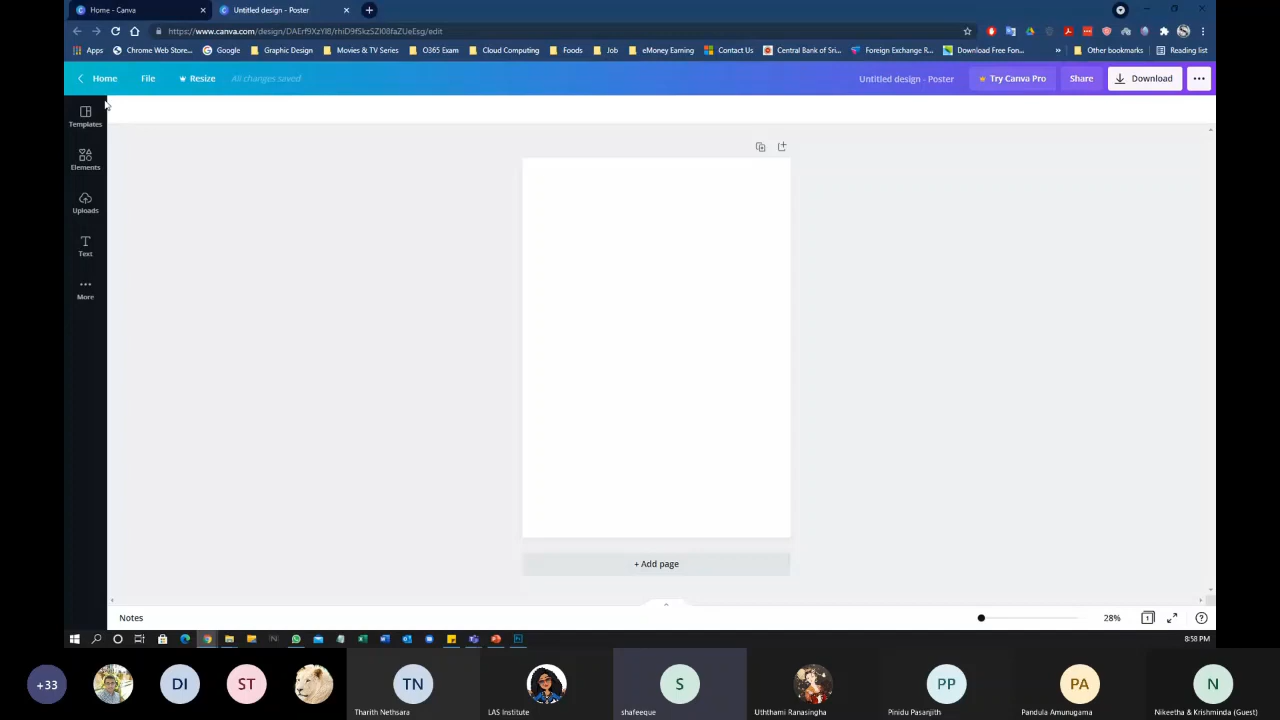 Home - Canva
Untitled design - Poster
https://www.canva.com/design/DAErf9XzYl8/rhiD9fSkzSZJ08faZUeEsg/edit
Apps
Chrome Web Store...
Google
Graphic Design
Movies & TV Series
O365 Exam
Cloud Computing
Foods
Job
eMoney Earning
Contact Us
Central Bank of Sri...
Foreign Exchange R...
Download Free Fon...
»
Other bookmarks
Reading list
Home
File
Resize
All changes saved
Untitled design - Poster
Try Canva Pro
Share
Download
Templates
Elements
Uploads
Text
More
+ Add page
Notes
28%
1
8:58 PM
+33
DI
ST
TN
S
PP
PA
N
Tharith Nethsara
LAS Institute
shafeeque
Uththami Ranasingha
Pinidu Pasanjith
Pandula Amunugama
Nikeetha & Krishminda (Guest)